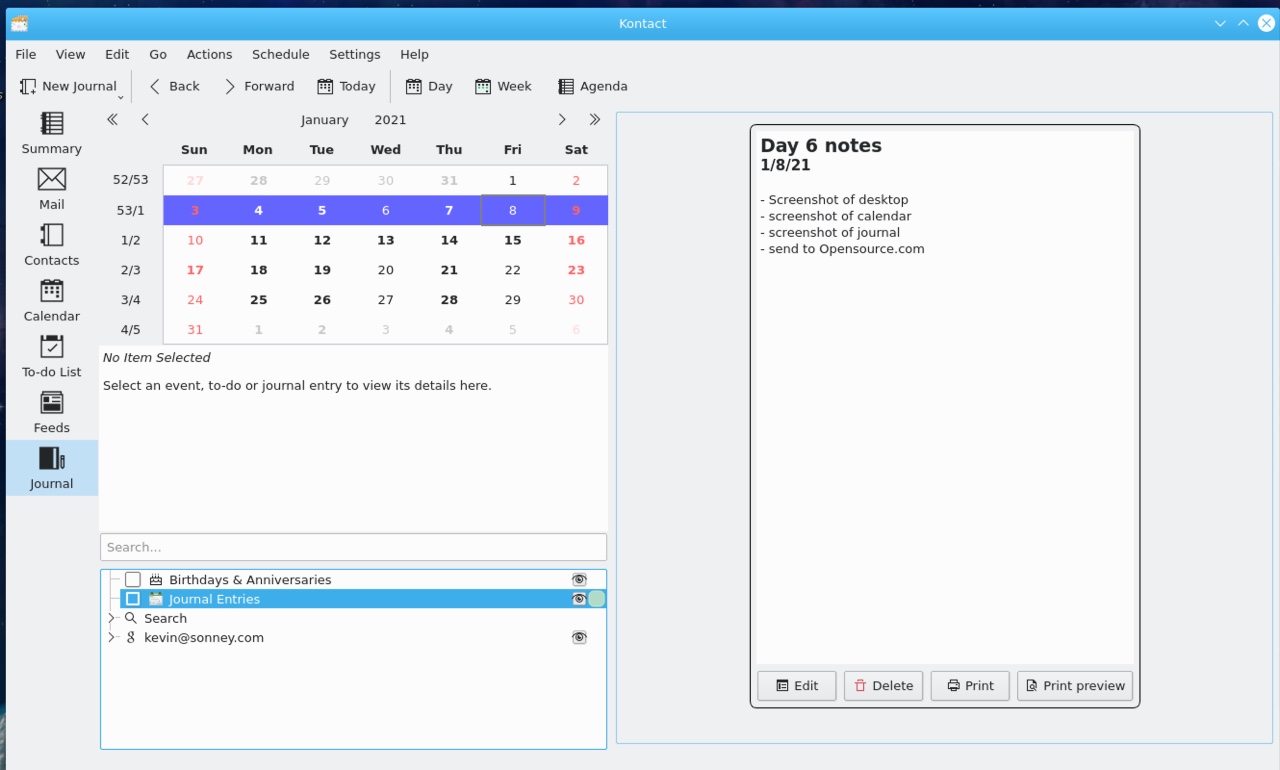 Kontact
File View Edit Go Actions Schedule Settings Help
New Journal Back Forward Today Day Week Agenda
Summary
Mail
Contacts
Calendar
To-do List
Feeds
Journal
January 2021
Sun Mon Tue Wed Thu Fri Sat
52/53 27 28 29 30 31 1 2
53/1 3 4 5 6 7 8 9
1/2 10 11 12 13 14 15 16
2/3 17 18 19 20 21 22 23
3/4 24 25 26 27 28 29 30
4/5 31 1 2 3 4 5 6
No Item Selected
Select an event, to-do or journal entry to view its details here.
Search...
Birthdays & Anniversaries
Journal Entries
Search
kevin@sonney.com
Day 6 notes
1/8/21
- Screenshot of desktop
- screenshot of calendar
- screenshot of journal
- send to Opensource.com
Edit Delete Print Print preview